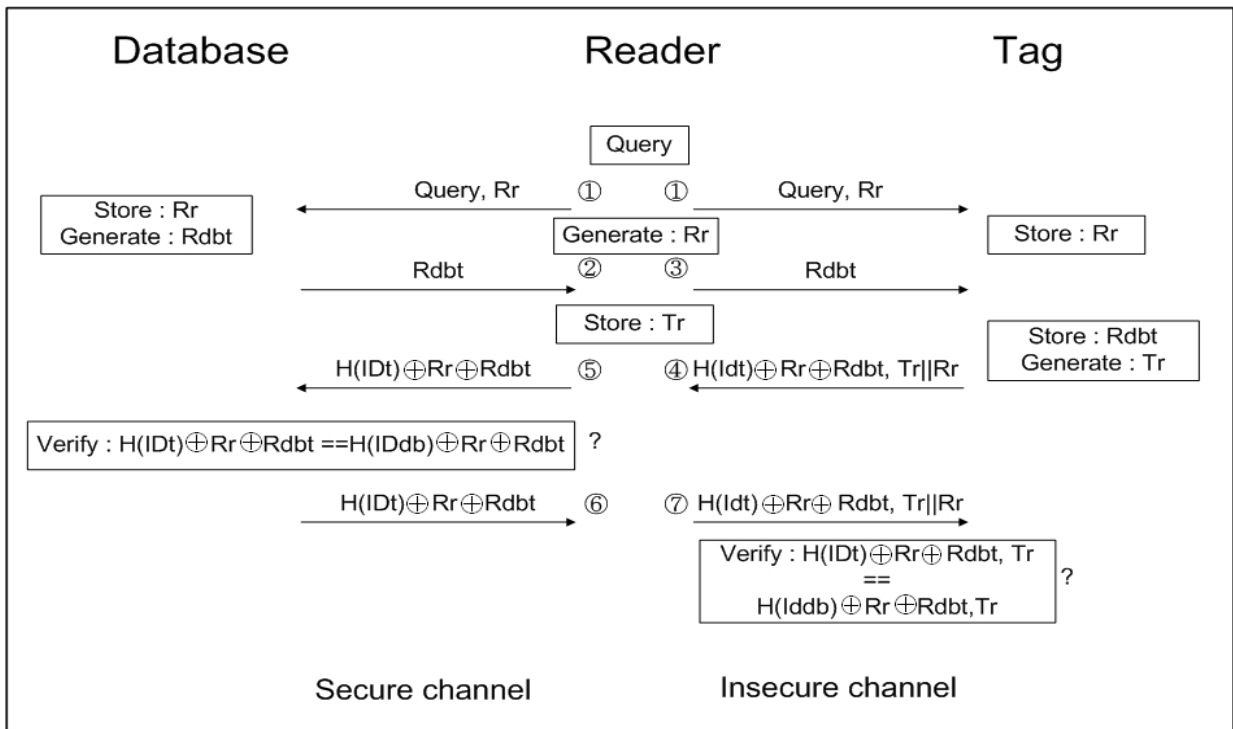 Database Reader Tag
Query
Query, Rr ① ① Query, Rr
Store : Rr
Generate : Rdbt
Generate : Rr
Store : Rr
Rdbt ② ③ Rdbt
Store : Tr
Store : Rdbt
Generate : Tr
H(IDt)⊕Rr⊕Rdbt ⑤ ④ H(Idt)⊕Rr⊕Rdbt, Tr||Rr
Verify : H(IDt)⊕Rr⊕Rdbt ==H(IDdb)⊕Rr⊕Rdbt ?
H(IDt)⊕Rr⊕Rdbt ⑥ ⑦ H(Idt)⊕Rr⊕ Rdbt, Tr||Rr
Verify : H(IDt)⊕Rr⊕ Rdbt, Tr
== ?
H(Iddb)⊕Rr⊕Rdbt,Tr
Secure channel Insecure channel